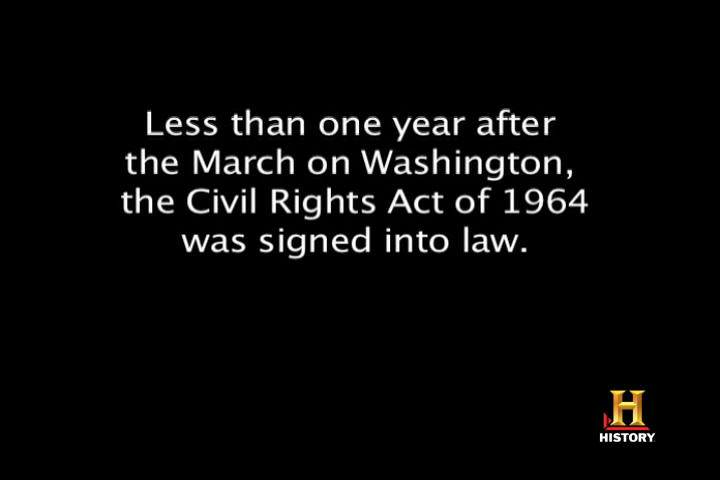 Less than one year after
the March on Washington,
the Civil Rights Act of 1964
was signed into law.
H
HISTORY